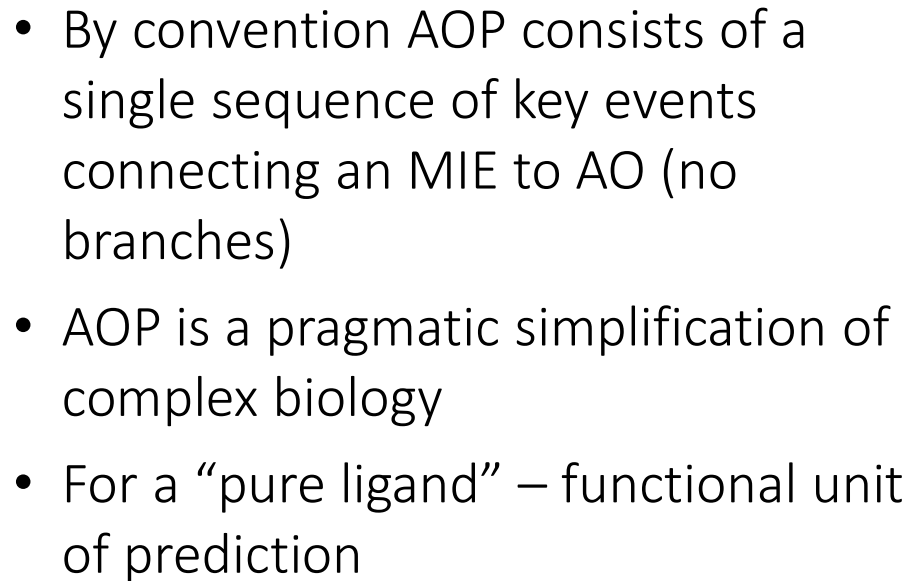 • By convention AOP consists of a
single sequence of key events
connecting an MIE to AO (no
branches)
• AOP is a pragmatic simplification of
complex biology
• For a “pure ligand” – functional unit
of prediction